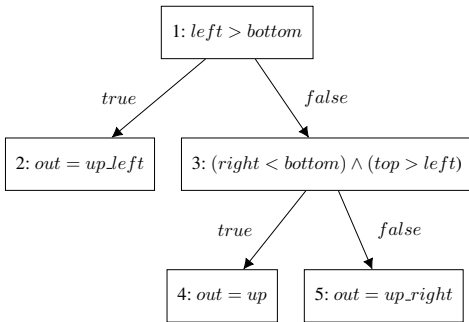 1: left > bottom
true
false
2: out = up_left
3: (right < bottom) ∧ (top > left)
true
false
4: out = up
5: out = up_right